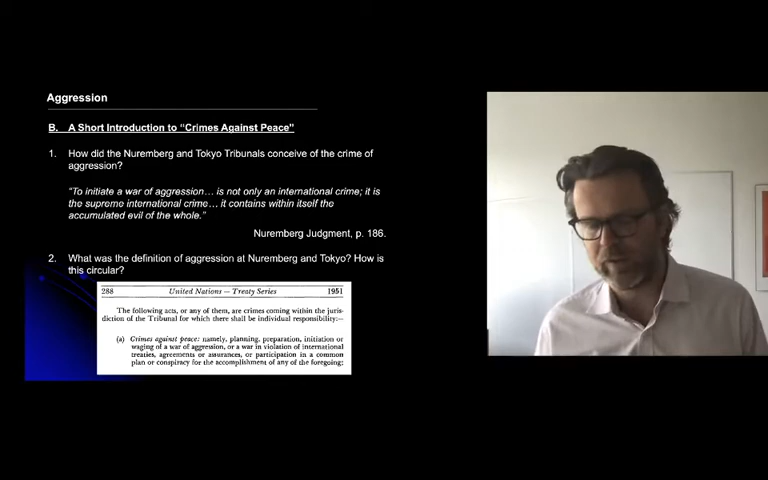 Aggression
B. A Short Introduction to "Crimes Against Peace"
1. How did the Nuremberg and Tokyo Tribunals conceive of the crime of
aggression?
"To initiate a war of aggression… is not only an international crime; it is
the supreme international crime… it contains within itself the
accumulated evil of the whole."
Nuremberg Judgment, p. 186.
2. What was the definition of aggression at Nuremberg and Tokyo? How is
this circular?
288 United Nations — Treaty Series 1951
The following acts, or any of them, are crimes coming within the juris-
diction of the Tribunal for which there shall be individual responsibility:—
(a) Crimes against peace: namely, planning, preparation, initiation or
waging of a war of aggression, or a war in violation of international
treaties, agreements or assurances, or participation in a common
plan or conspiracy for the accomplishment of any of the foregoing;